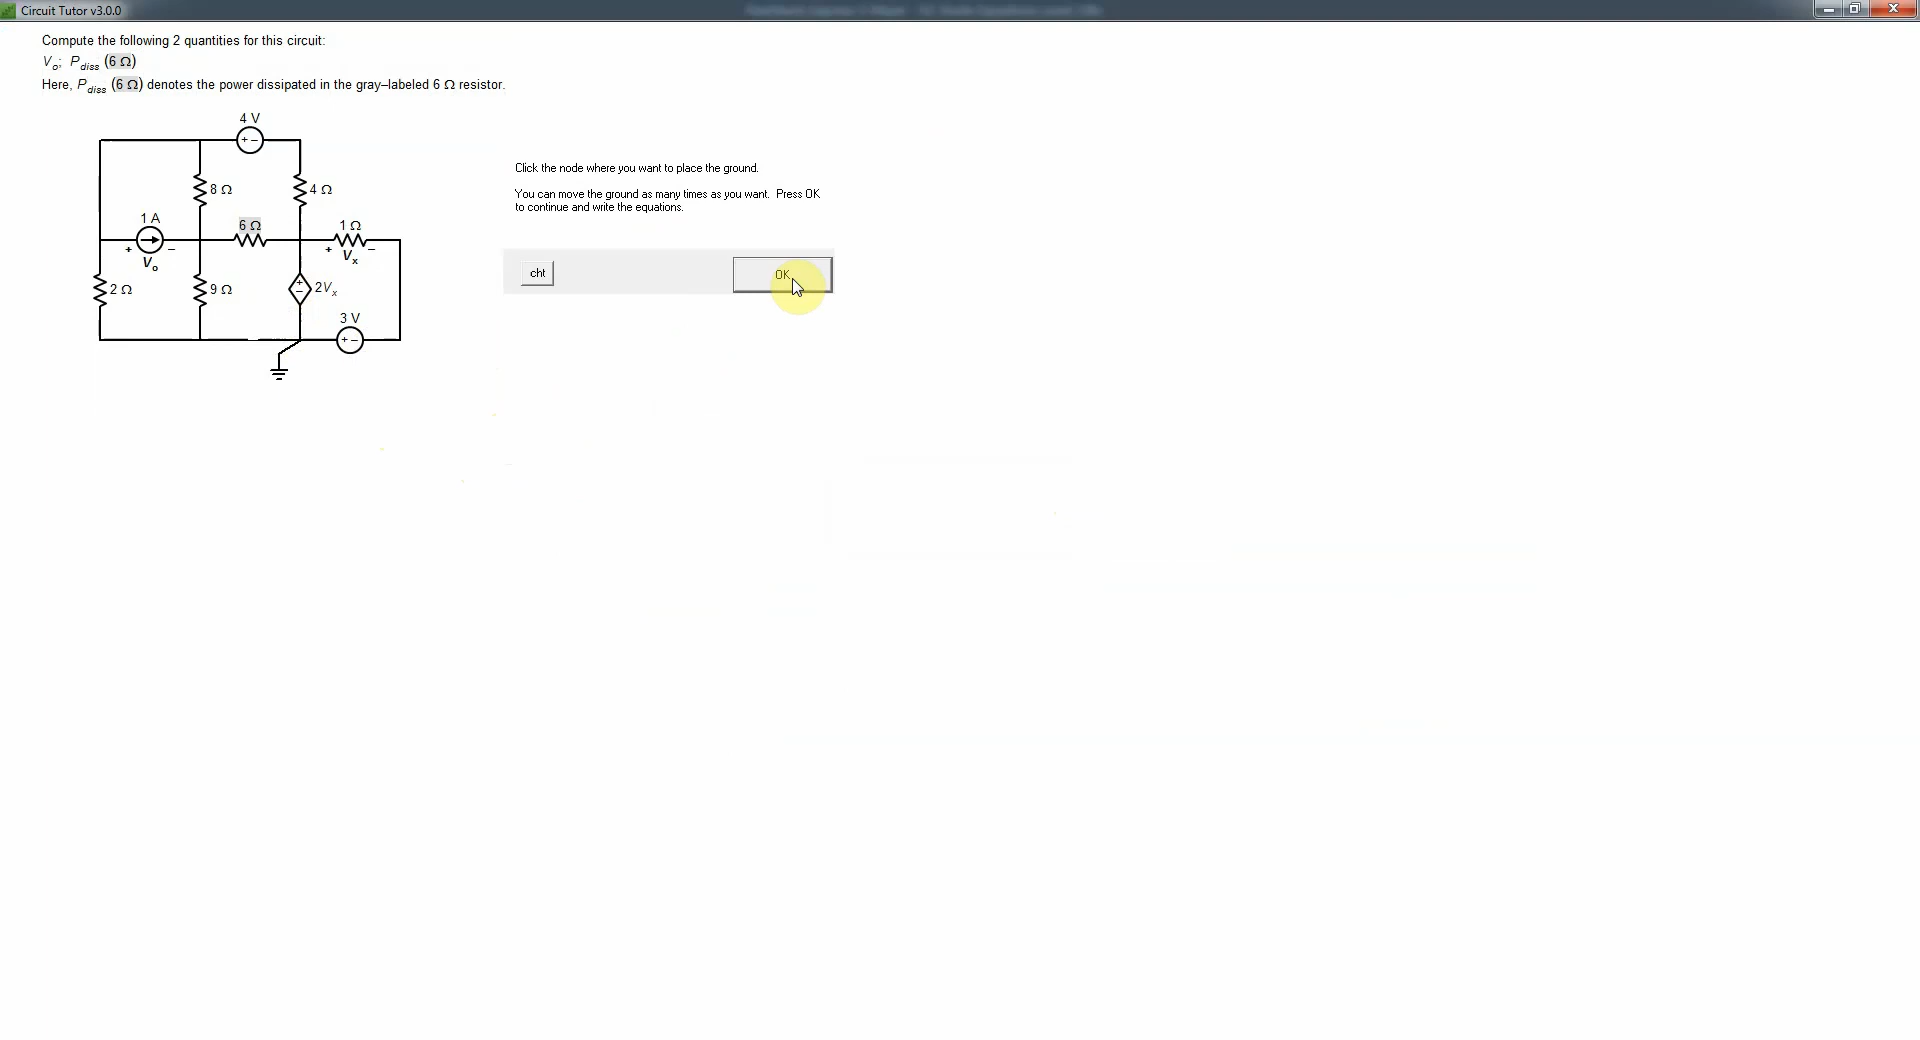 Circuit Tutor v3.0.0
Compute the following 2 quantities for this circuit:
Vo; Pdiss (6 Ω)
Here, Pdiss (6 Ω) denotes the power dissipated in the gray–labeled 6 Ω resistor.
4 V
+ −
8 Ω
4 Ω
1 A
6 Ω
1 Ω
+ −
+ −
Vo
Vx
2 Ω
9 Ω
+
−
2Vx
3 V
+ −
Click the node where you want to place the ground.
You can move the ground as many times as you want. Press OK
to continue and write the equations.
cht
OK